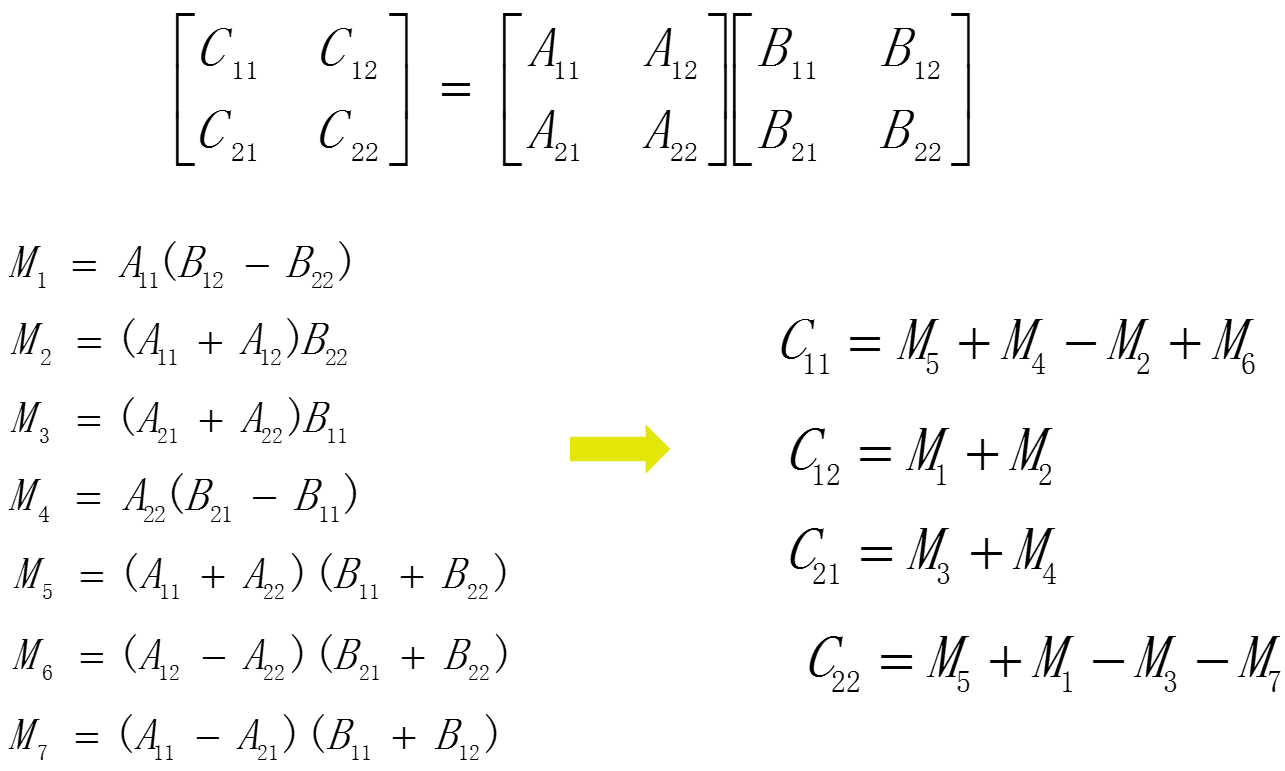 [C11 C12; C21 C22] = [A11 A12; A21 A22][B11 B12; B21 B22]
M1 = A11(B12 − B22)
M2 = (A11 + A12)B22
M3 = (A21 + A22)B11
M4 = A22(B21 − B11)
M5 = (A11 + A22)(B11 + B22)
M6 = (A12 − A22)(B21 + B22)
M7 = (A11 − A21)(B11 + B12)
C11 = M5 + M4 − M2 + M6
C12 = M1 + M2
C21 = M3 + M4
C22 = M5 + M1 − M3 − M7